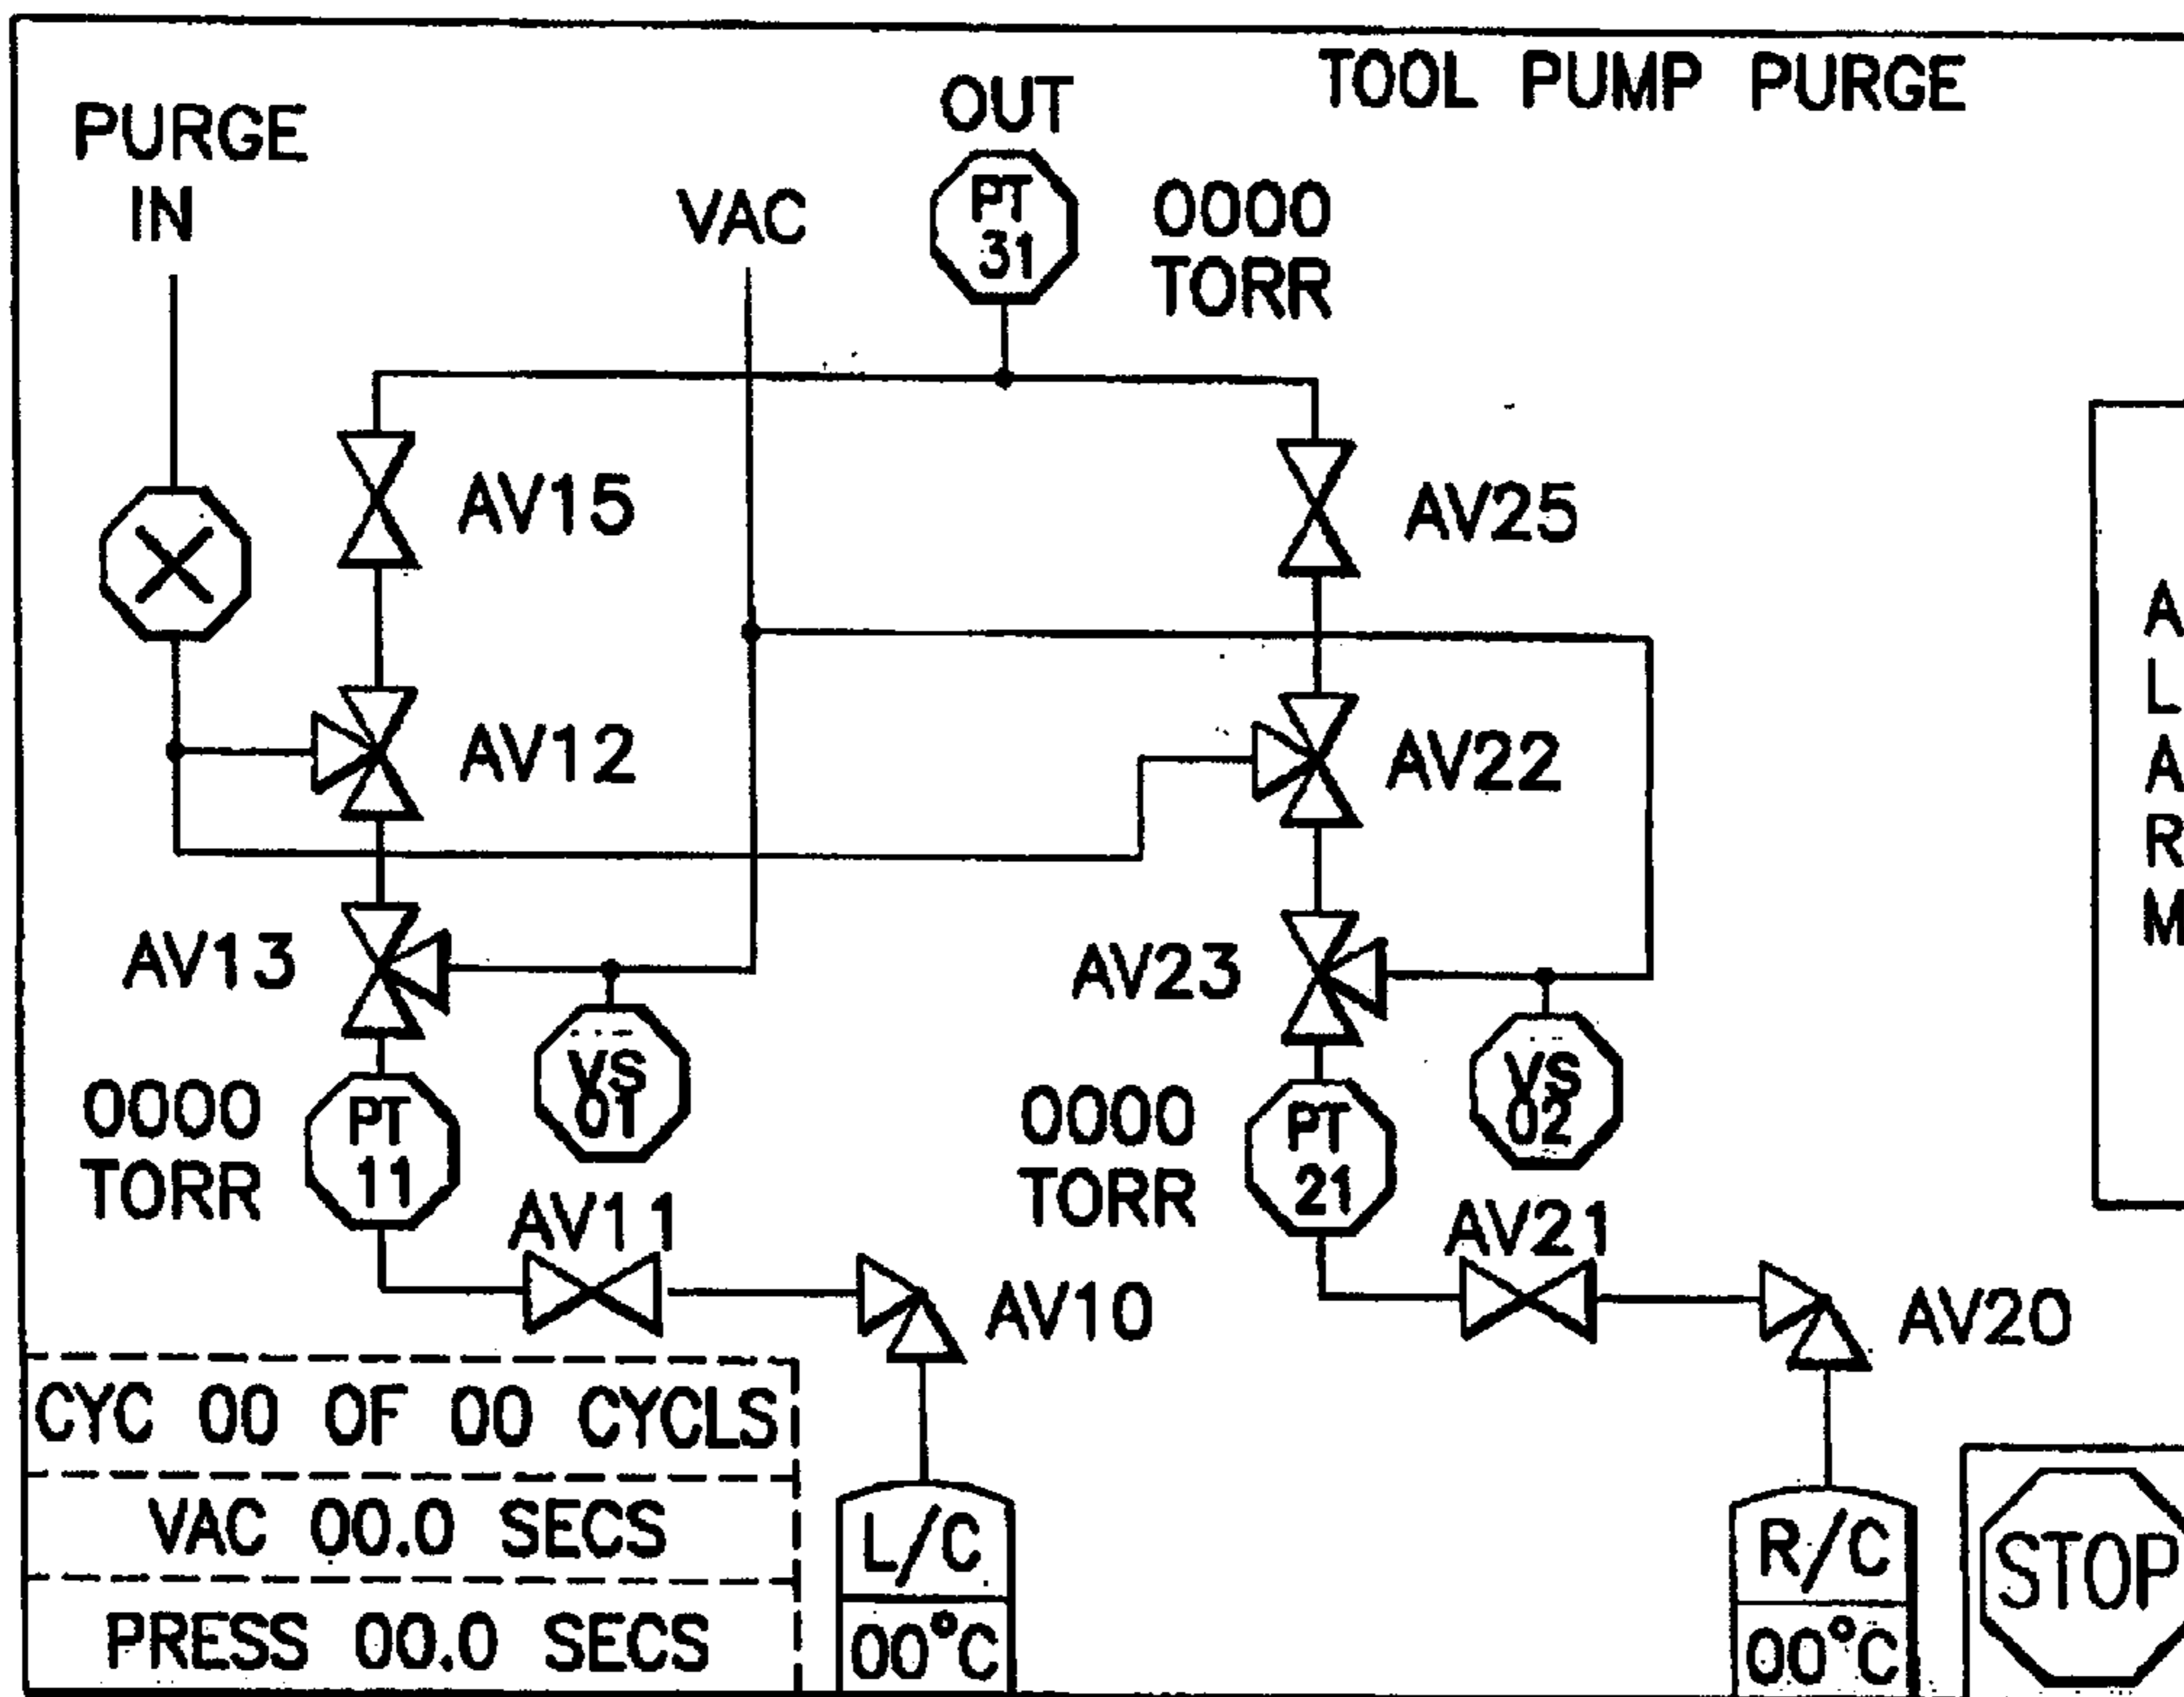 TOOL PUMP PURGE
PURGE
IN
VAC
OUT
PT
31
0000
TORR
AV15
AV25
AV12
AV22
AV13
AV23
0000
TORR
PT
11
VS
01
0000
TORR
PT
21
VS
02
AV11
AV10
AV21
AV20
A
L
A
R
M
CYC 00 OF 00 CYCLS
VAC 00.0 SECS
PRESS 00.0 SECS
L/C
00°C
R/C
00°C
STOP